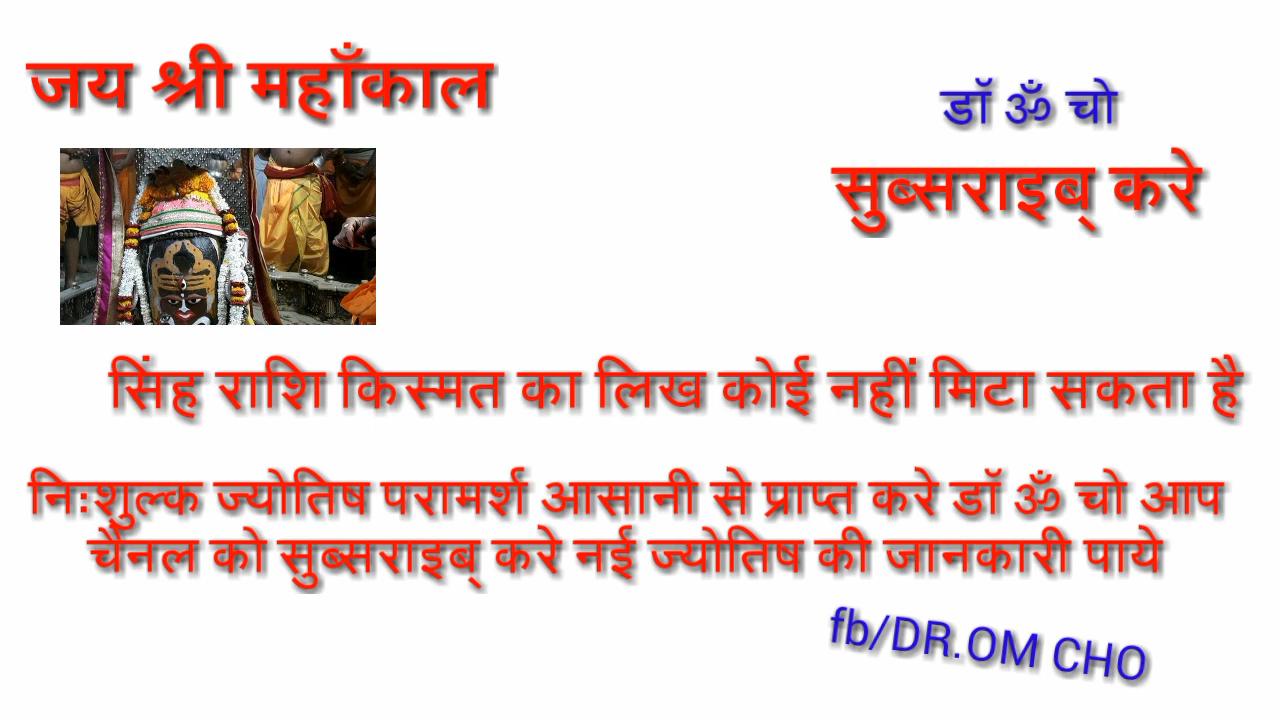 जय श्री महाँकाल
डॉ ॐ चो
सुब्सराइब् करे
सिंह राशि किस्मत का लिख कोई नहीं मिटा सकता है
निःशुल्क ज्योतिष परामर्श आसानी से प्राप्त करे डॉ ॐ चो आप
चैनल को सुब्सराइब् करे नई ज्योतिष की जानकारी पाये
fb/DR.OM CHO